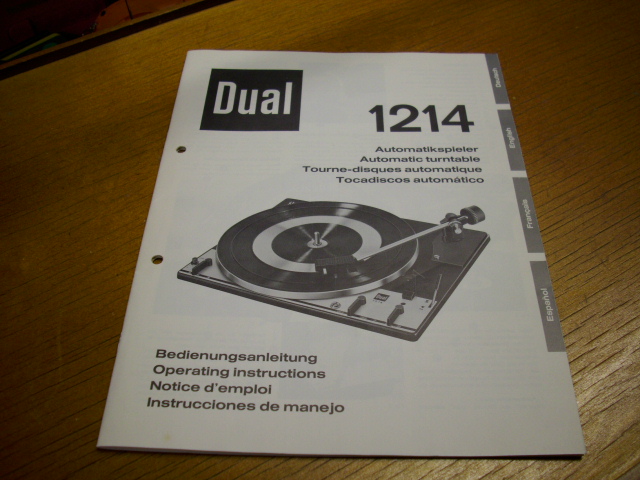 Dual
1214
Automatikspieler
Automatic turntable
Tourne-disques automatique
Tocadiscos automático
Bedienungsanleitung
Operating instructions
Notice d'emploi
Instrucciones de manejo
Deutsch
English
Français
Español